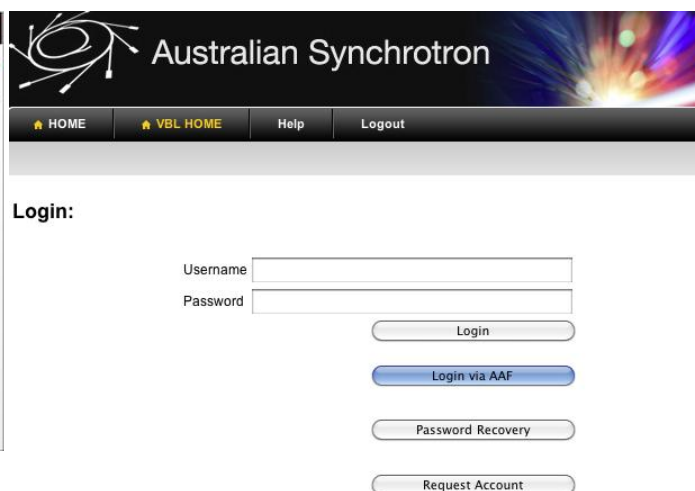 Australian Synchrotron
HOME VBL HOME Help Logout
Login:
Username
Password
Login
Login via AAF
Password Recovery
Request Account